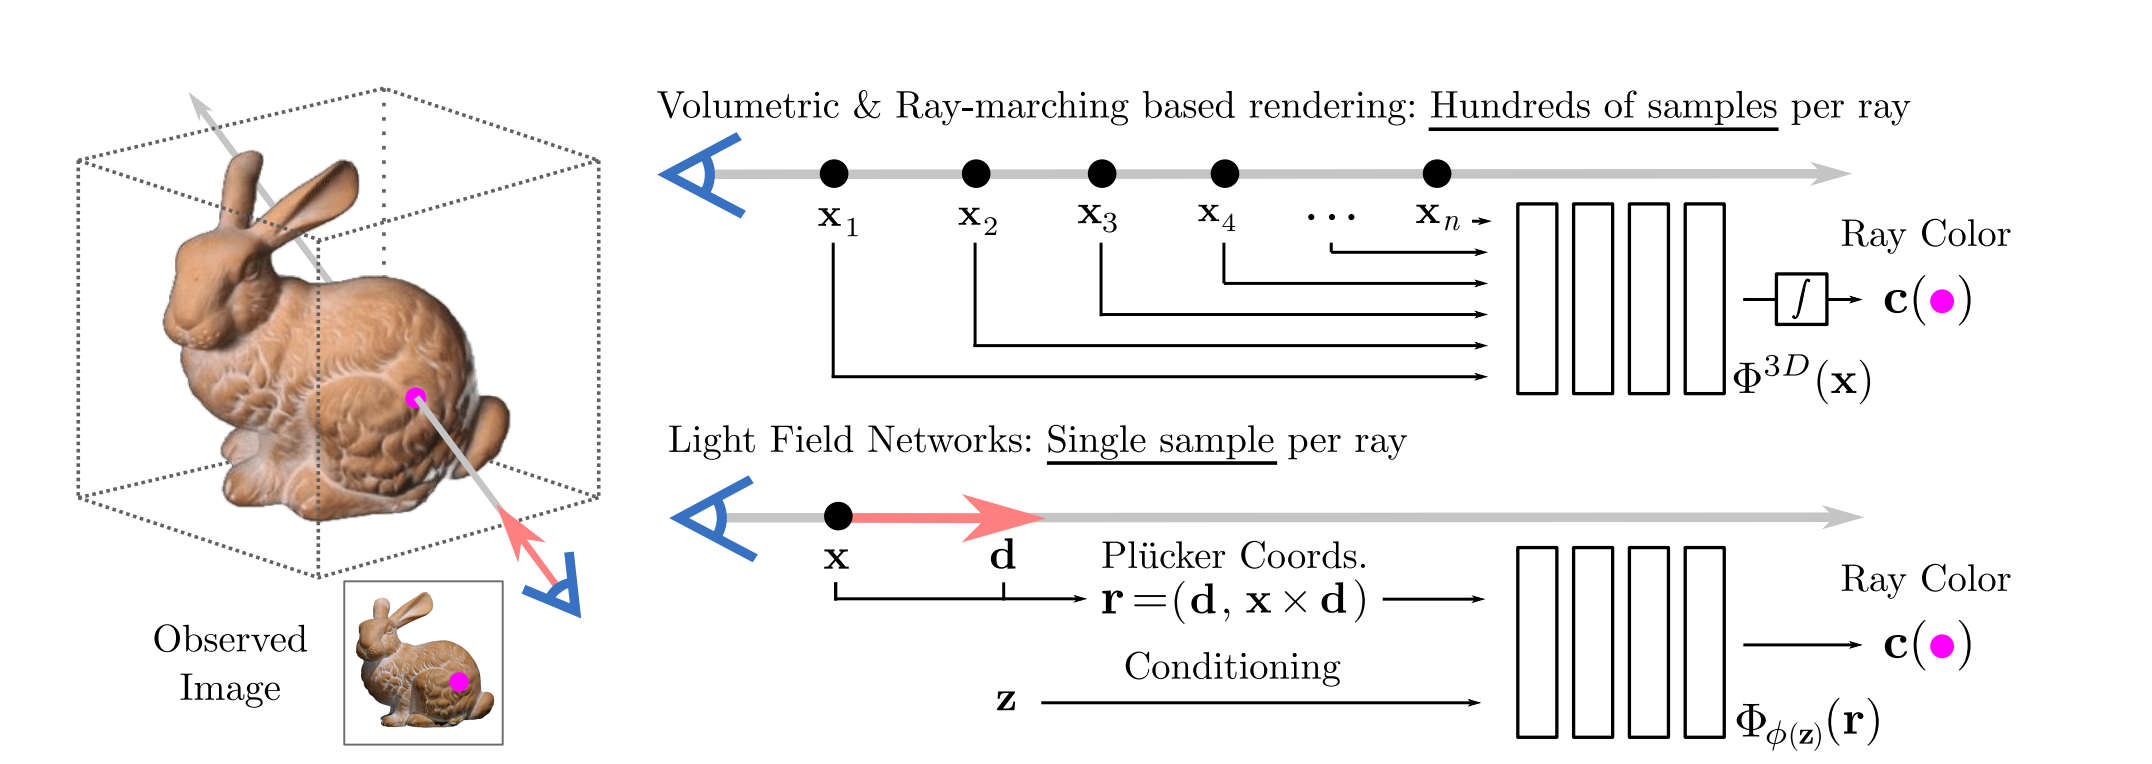 Volumetric & Ray-marching based rendering: Hundreds of samples per ray
x₁ x₂ x₃ x₄ ... xₙ
Ray Color
∫ c( )
Φ³ᴰ(x)
Light Field Networks: Single sample per ray
x d Plücker Coords.
r=(d, x × d)
Ray Color
c( )
Conditioning
z
Φ_ϕ(z)(r)
Observed
Image